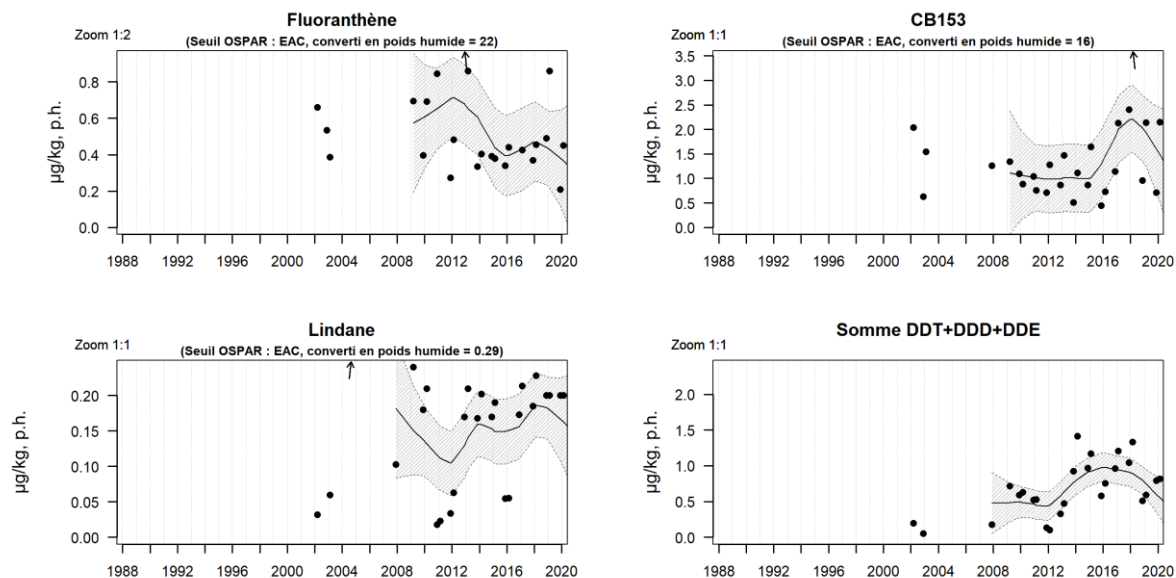 Fluoranthène
Zoom 1:2
(Seuil OSPAR : EAC, converti en poids humide = 22)
µg/kg, p.h.
0.8
0.6
0.4
0.2
0.0
1988 1992 1996 2000 2004 2008 2012 2016 2020
CB153
Zoom 1:1
(Seuil OSPAR : EAC, converti en poids humide = 16)
µg/kg, p.h.
3.5
3.0
2.5
2.0
1.5
1.0
0.5
0.0
1988 1992 1996 2000 2004 2008 2012 2016 2020
Lindane
Zoom 1:1
(Seuil OSPAR : EAC, converti en poids humide = 0.29)
µg/kg, p.h.
0.20
0.15
0.10
0.05
0.00
1988 1992 1996 2000 2004 2008 2012 2016 2020
Somme DDT+DDD+DDE
Zoom 1:1
µg/kg, p.h.
2.0
1.5
1.0
0.5
0.0
1988 1992 1996 2000 2004 2008 2012 2016 2020